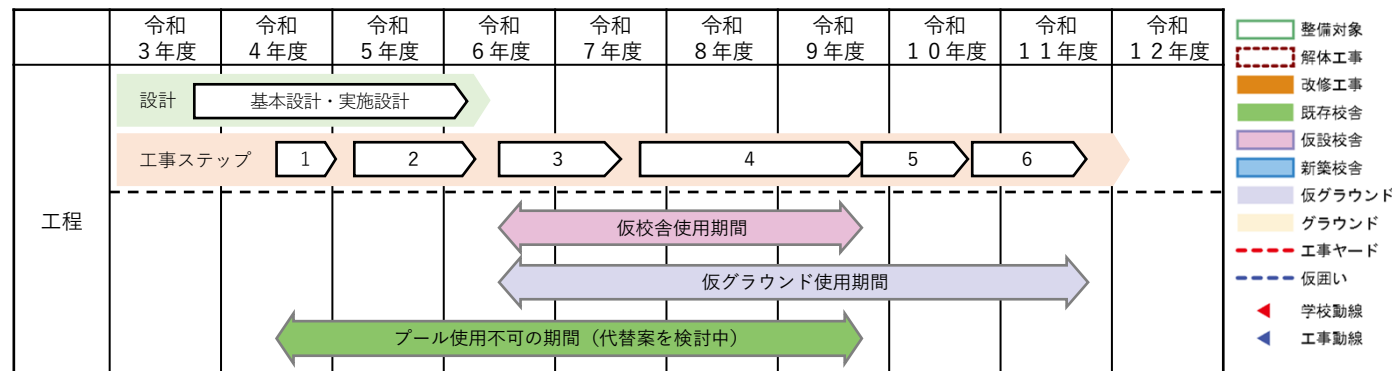 令和
3年度
令和
4年度
令和
5年度
令和
6年度
令和
7年度
令和
8年度
令和
9年度
令和
10年度
令和
11年度
令和
12年度
工程
設計
基本設計・実施設計
工事ステップ
1
2
3
4
5
6
仮校舎使用期間
仮グラウンド使用期間
プール使用不可の期間（代替案を検討中）
整備対象
解体工事
改修工事
既存校舎
仮設校舎
新築校舎
仮グラウンド
グラウンド
工事ヤード
仮囲い
学校動線
工事動線